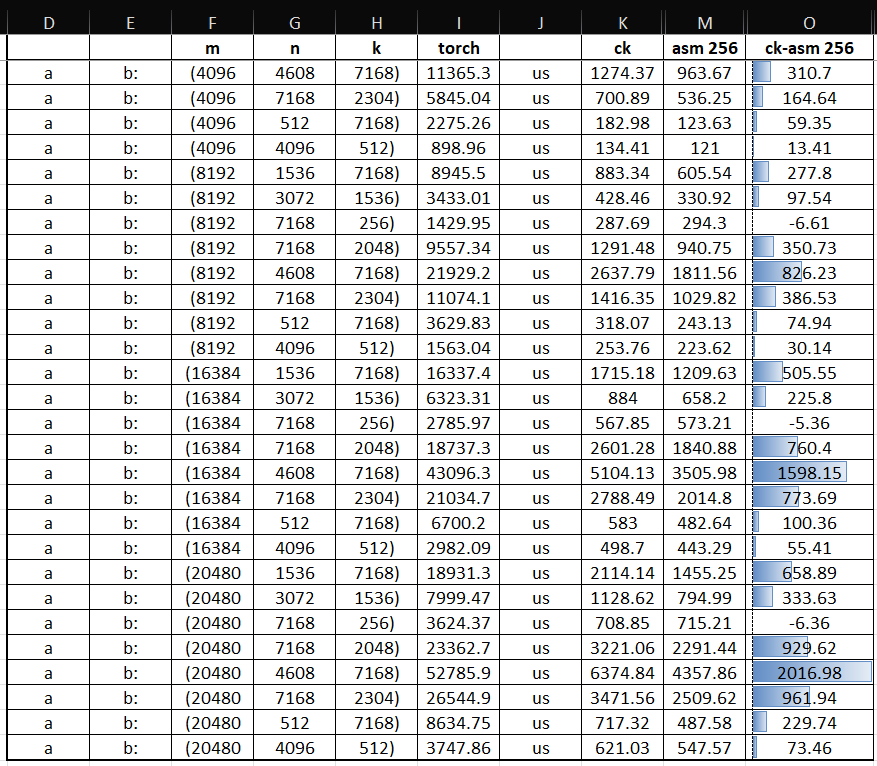 D E F G H I J K M O
m n k torch ck asm 256 ck-asm 256
a b: (4096 4608 7168) 11365.3 us 1274.37 963.67 310.7
a b: (4096 7168 2304) 5845.04 us 700.89 536.25 164.64
a b: (4096 512 7168) 2275.26 us 182.98 123.63 59.35
a b: (4096 4096 512) 898.96 us 134.41 121 13.41
a b: (8192 1536 7168) 8945.5 us 883.34 605.54 277.8
a b: (8192 3072 1536) 3433.01 us 428.46 330.92 97.54
a b: (8192 7168 256) 1429.95 us 287.69 294.3 -6.61
a b: (8192 7168 2048) 9557.34 us 1291.48 940.75 350.73
a b: (8192 4608 7168) 21929.2 us 2637.79 1811.56 826.23
a b: (8192 7168 2304) 11074.1 us 1416.35 1029.82 386.53
a b: (8192 512 7168) 3629.83 us 318.07 243.13 74.94
a b: (8192 4096 512) 1563.04 us 253.76 223.62 30.14
a b: (16384 1536 7168) 16337.4 us 1715.18 1209.63 505.55
a b: (16384 3072 1536) 6323.31 us 884 658.2 225.8
a b: (16384 7168 256) 2785.97 us 567.85 573.21 -5.36
a b: (16384 7168 2048) 18737.3 us 2601.28 1840.88 760.4
a b: (16384 4608 7168) 43096.3 us 5104.13 3505.98 1598.15
a b: (16384 7168 2304) 21034.7 us 2788.49 2014.8 773.69
a b: (16384 512 7168) 6700.2 us 583 482.64 100.36
a b: (16384 4096 512) 2982.09 us 498.7 443.29 55.41
a b: (20480 1536 7168) 18931.3 us 2114.14 1455.25 658.89
a b: (20480 3072 1536) 7999.47 us 1128.62 794.99 333.63
a b: (20480 7168 256) 3624.37 us 708.85 715.21 -6.36
a b: (20480 7168 2048) 23362.7 us 3221.06 2291.44 929.62
a b: (20480 4608 7168) 52785.9 us 6374.84 4357.86 2016.98
a b: (20480 7168 2304) 26544.9 us 3471.56 2509.62 961.94
a b: (20480 512 7168) 8634.75 us 717.32 487.58 229.74
a b: (20480 4096 512) 3747.86 us 621.03 547.57 73.46